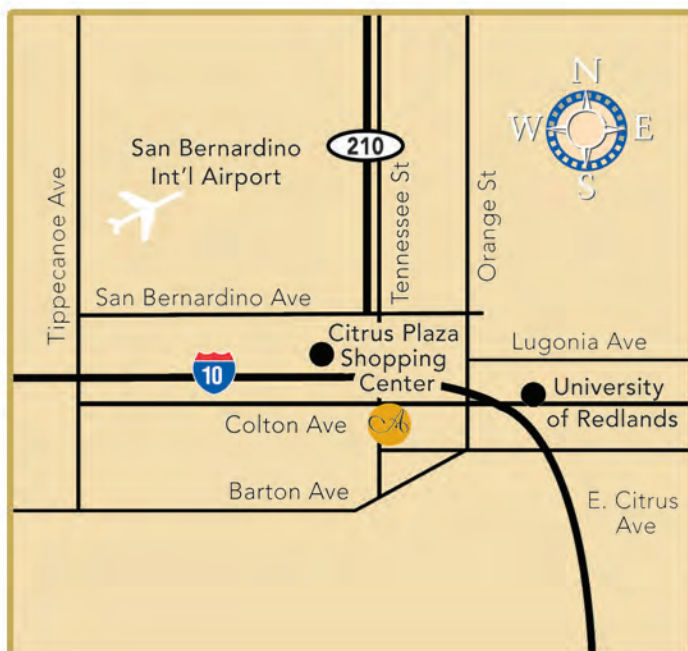 N
W E
S
210
San Bernardino
Int'l Airport
Tippecanoe Ave
Tennessee St
Orange St
San Bernardino Ave
Citrus Plaza
Shopping
Center
Lugonia Ave
10
University
of Redlands
Colton Ave
A
Barton Ave
E. Citrus
Ave